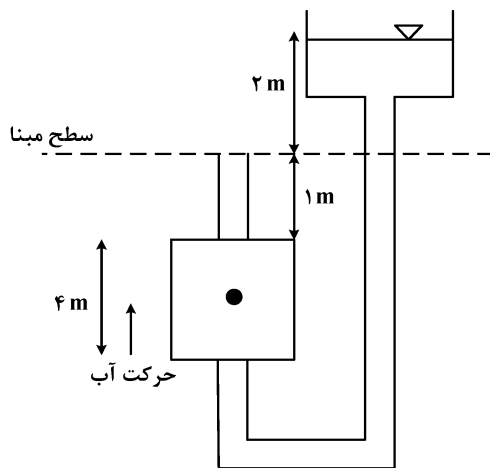 ۲ m
سطح مبنا
۱ m
۴ m
حرکت آب